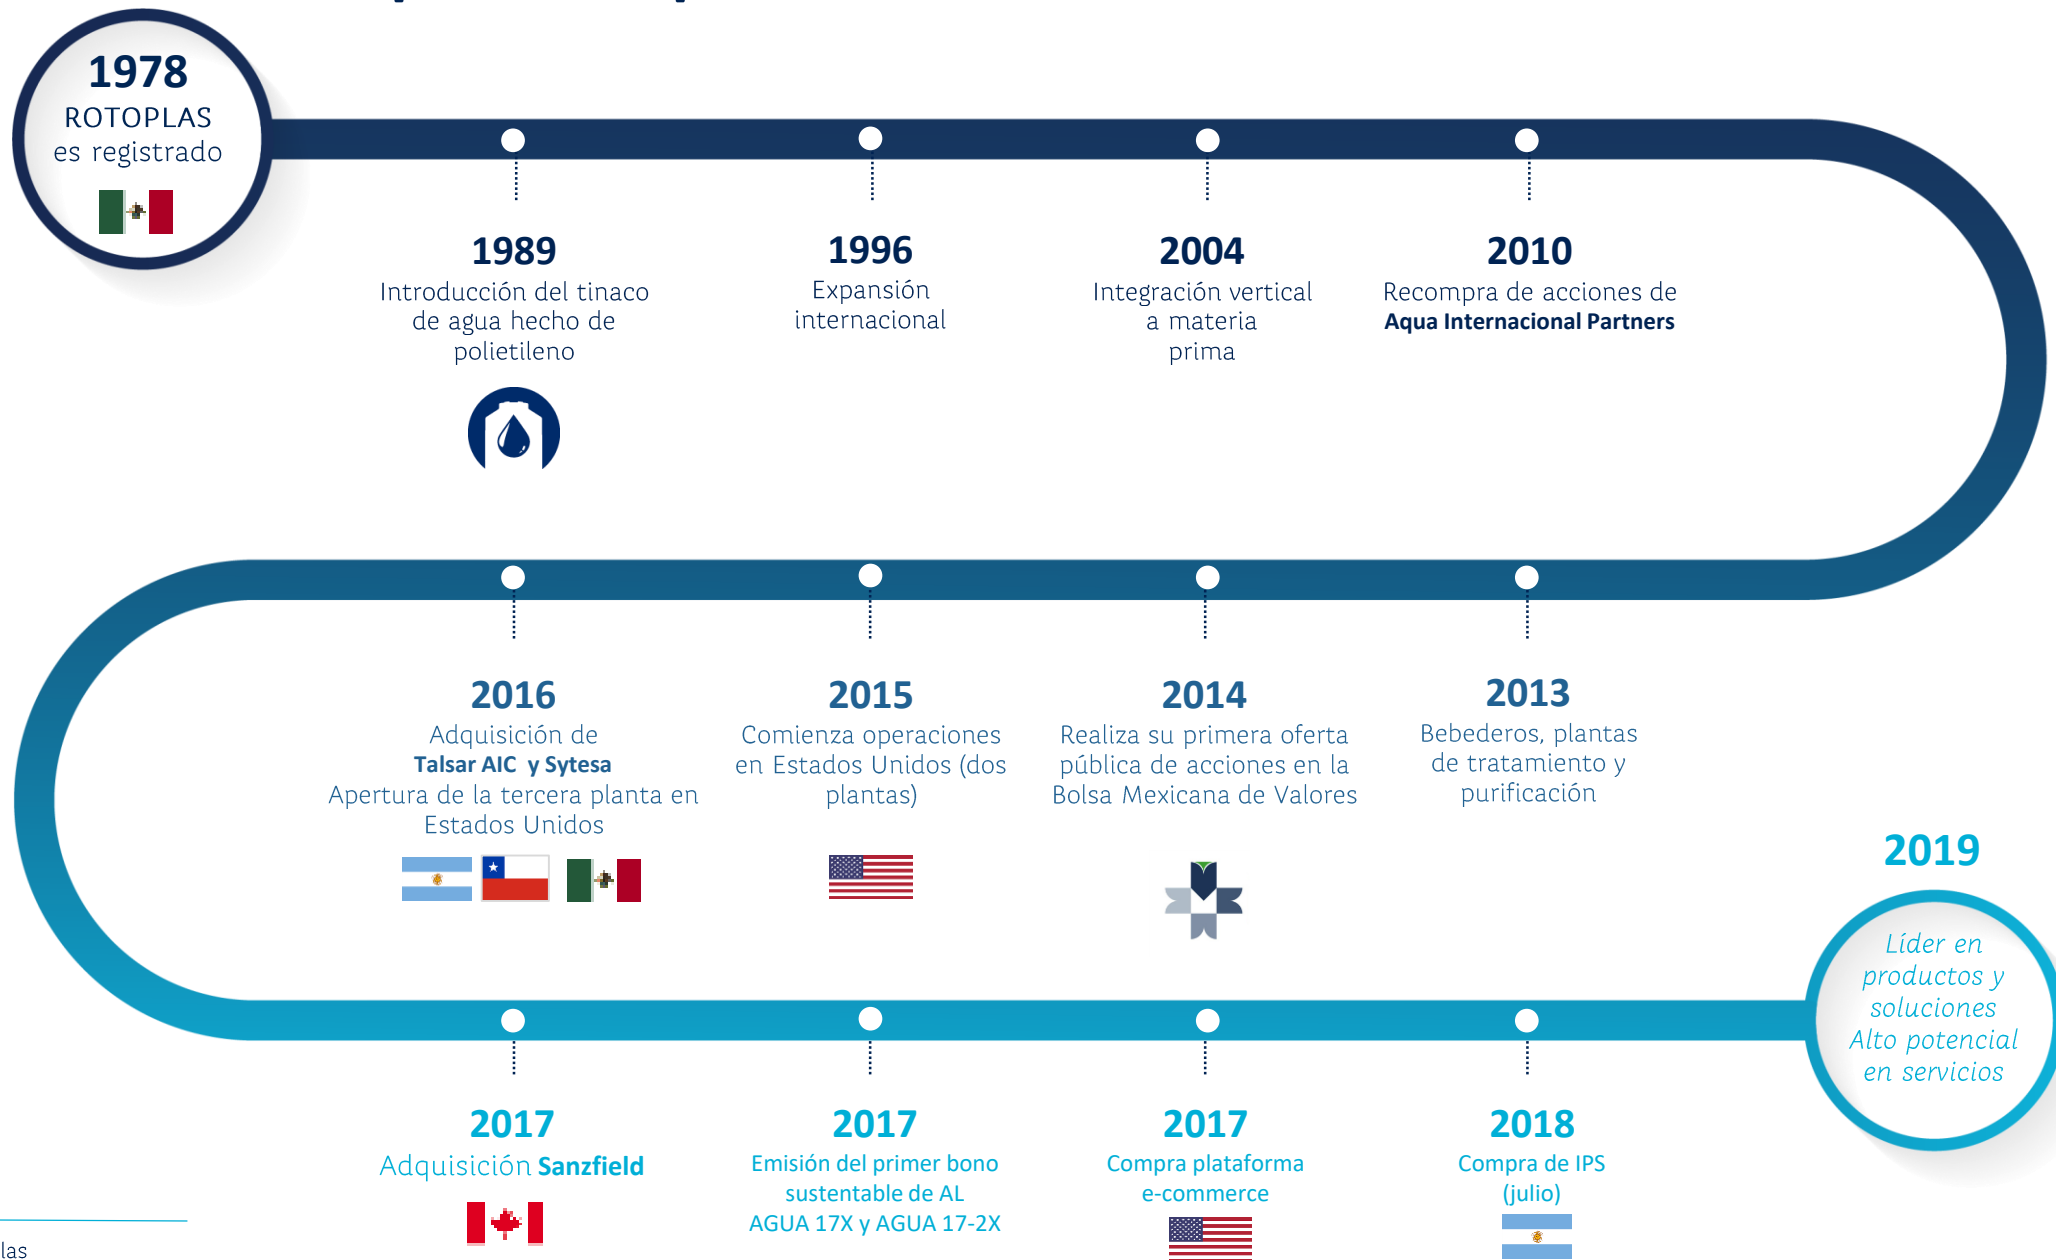 1978
ROTOPLAS
es registrado
1989
Introducción del tinaco
de agua hecho de
polietileno
1996
Expansión
internacional
2004
Integración vertical
a materia
prima
2010
Recompra de acciones de
Aqua Internacional Partners
2016
Adquisición de
Talsar AIC y Sytesa
Apertura de la tercera planta en
Estados Unidos
2015
Comienza operaciones
en Estados Unidos (dos
plantas)
2014
Realiza su primera oferta
pública de acciones en la
Bolsa Mexicana de Valores
2013
Bebederos, plantas
de tratamiento y
purificación
2019
Líder en
productos y
soluciones
Alto potencial
en servicios
2017
Adquisición Sanzfield
2017
Emisión del primer bono
sustentable de AL
AGUA 17X y AGUA 17-2X
2017
Compra plataforma
e-commerce
2018
Compra de IPS
(julio)
las